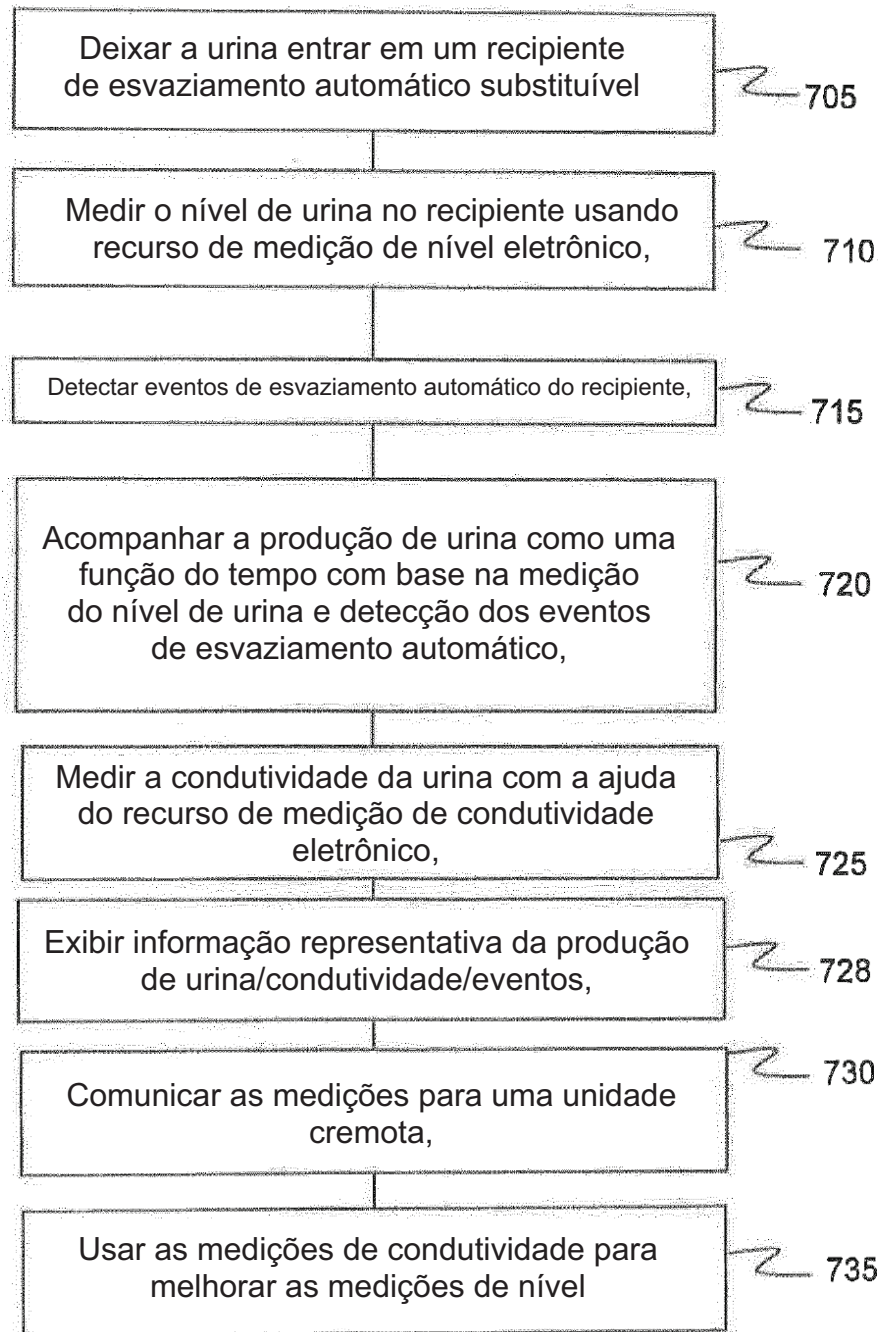 Deixar a urina entrar em um recipiente
de esvaziamento automático substituível
705
Medir o nível de urina no recipiente usando
recurso de medição de nível eletrônico,
710
Detectar eventos de esvaziamento automático do recipiente,
715
Acompanhar a produção de urina como uma
função do tempo com base na medição
do nível de urina e detecção dos eventos
de esvaziamento automático,
720
Medir a condutividade da urina com a ajuda
do recurso de medição de condutividade
eletrônico,
725
Exibir informação representativa da produção
de urina/condutividade/eventos,
728
Comunicar as medições para uma unidade
cremota,
730
Usar as medições de condutividade para
melhorar as medições de nível
735